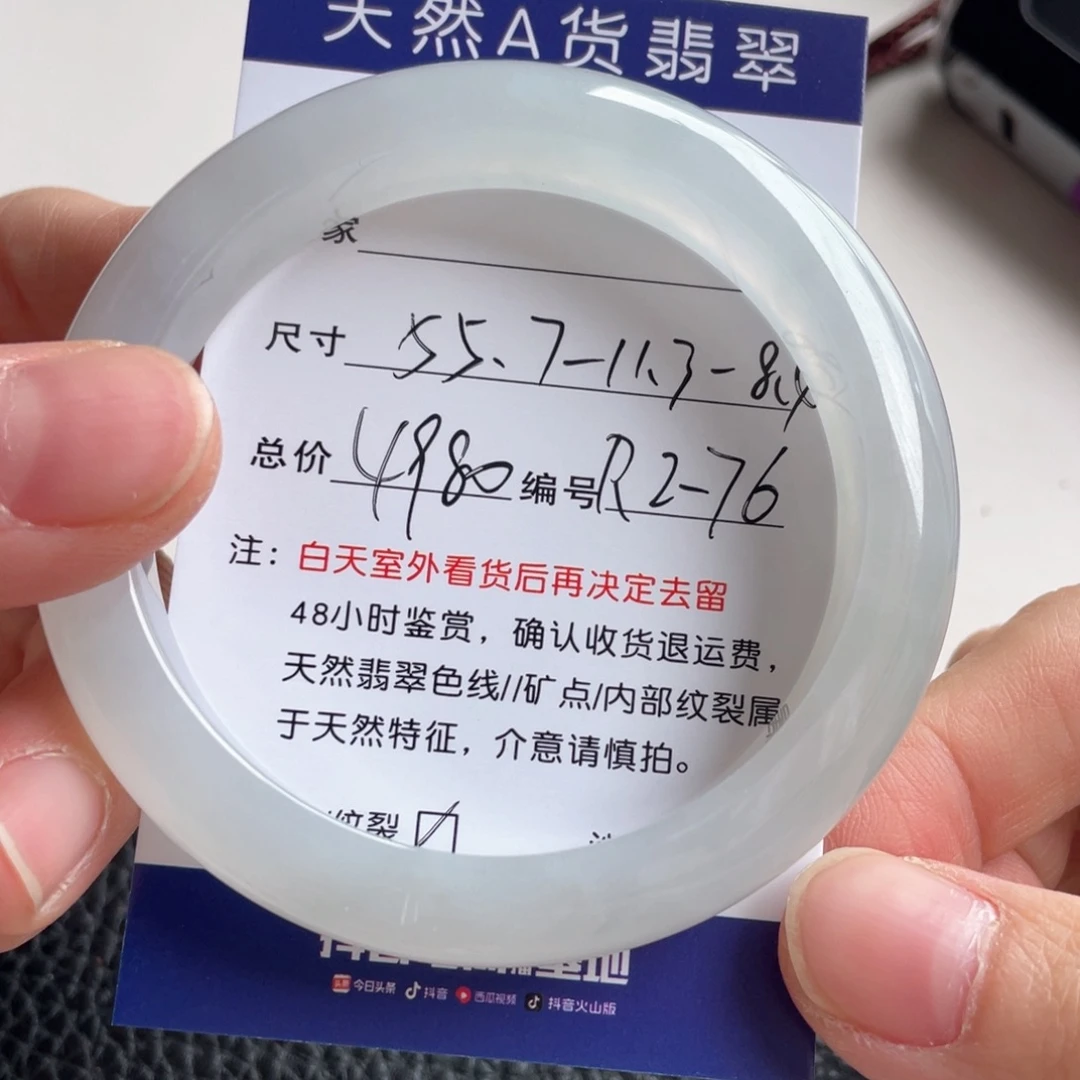 天然A货翡翠
家
尺寸 55.7-11.3-8.4
总价 4980 编号 R2-76
注：白天室外看货后再决定去留
48小时鉴赏，确认收货退运费，
天然翡翠色线//矿点/内部纹裂属
于天然特征，介意请慎拍。
纹裂
今日头条 抖音 西瓜视频 抖音火山版